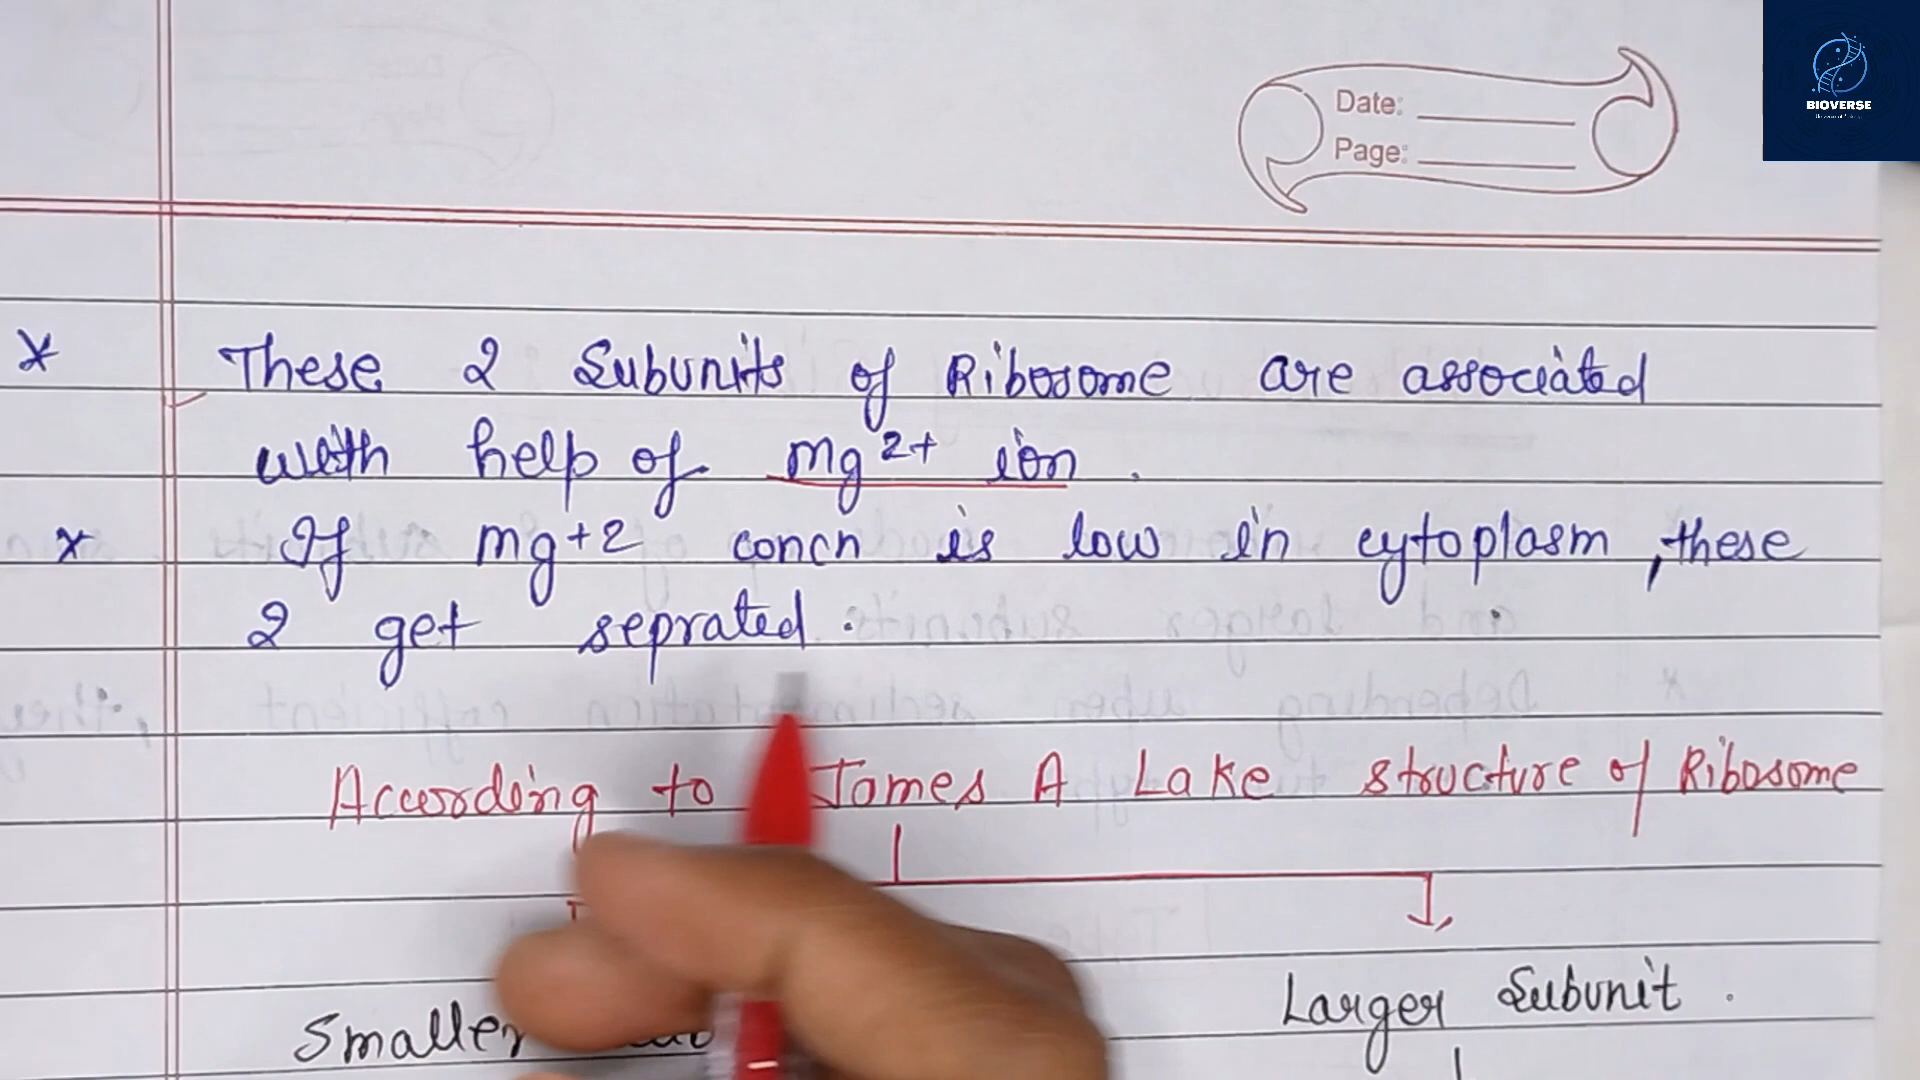 Date:
Page:
BIOVERSE
* These 2 Subunits of Ribosome are associated
with help of mg2+ ion .
* If mg+2 concn is low in cytoplasm , these
2 get seprated .
According to James A Lake structure of Ribosome
Smaller
Larger Subunit .